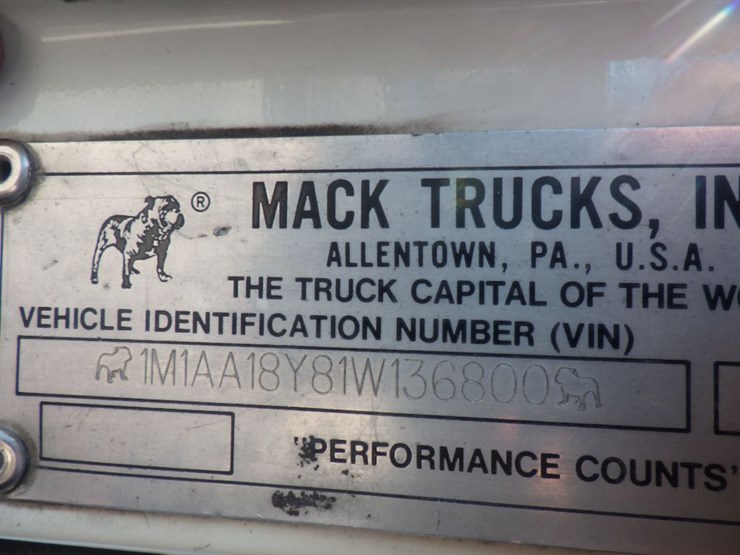 ® MACK TRUCKS, IN
ALLENTOWN, PA., U.S.A.
THE TRUCK CAPITAL OF THE W
VEHICLE IDENTIFICATION NUMBER (VIN)
1M1AA18Y81W136800
"PERFORMANCE COUNTS"